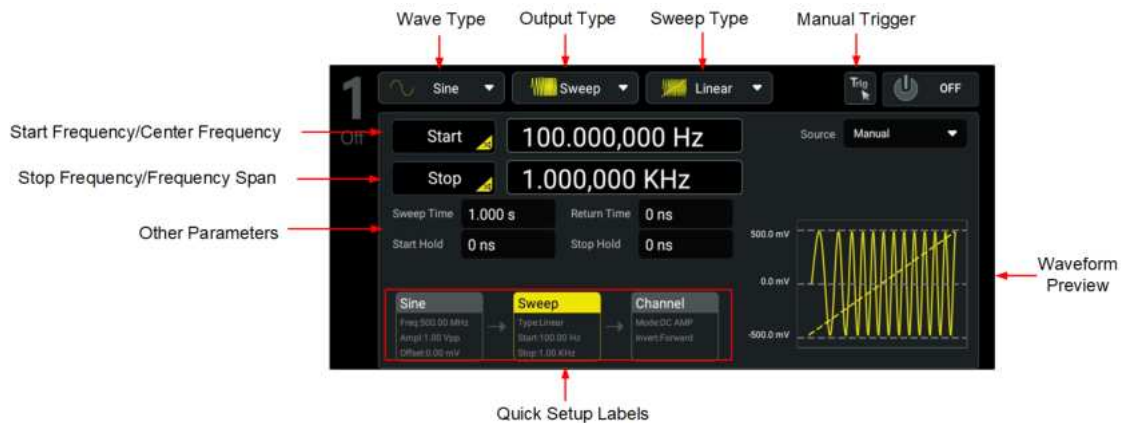 Wave Type
Output Type
Sweep Type
Manual Trigger
1
Off
Sine
Sweep
Linear
Trig
OFF
Start Frequency/Center Frequency
Start
100.000,000 Hz
Source
Manual
Stop Frequency/Frequency Span
Stop
1.000,000 KHz
Other Parameters
Sweep Time
1.000 s
Return Time
0 ns
Start Hold
0 ns
Stop Hold
0 ns
500.0 mV
0.0 mV
-500.0 mV
Waveform
Preview
Sine
Freq:500.00 MHz
Ampl:1.00 Vpp
Offset:0.00 mV
Sweep
Type:Linear
Start:100.00 Hz
Stop:1.00 KHz
Channel
Mode:DC AMP
Invert:Forward
Quick Setup Labels